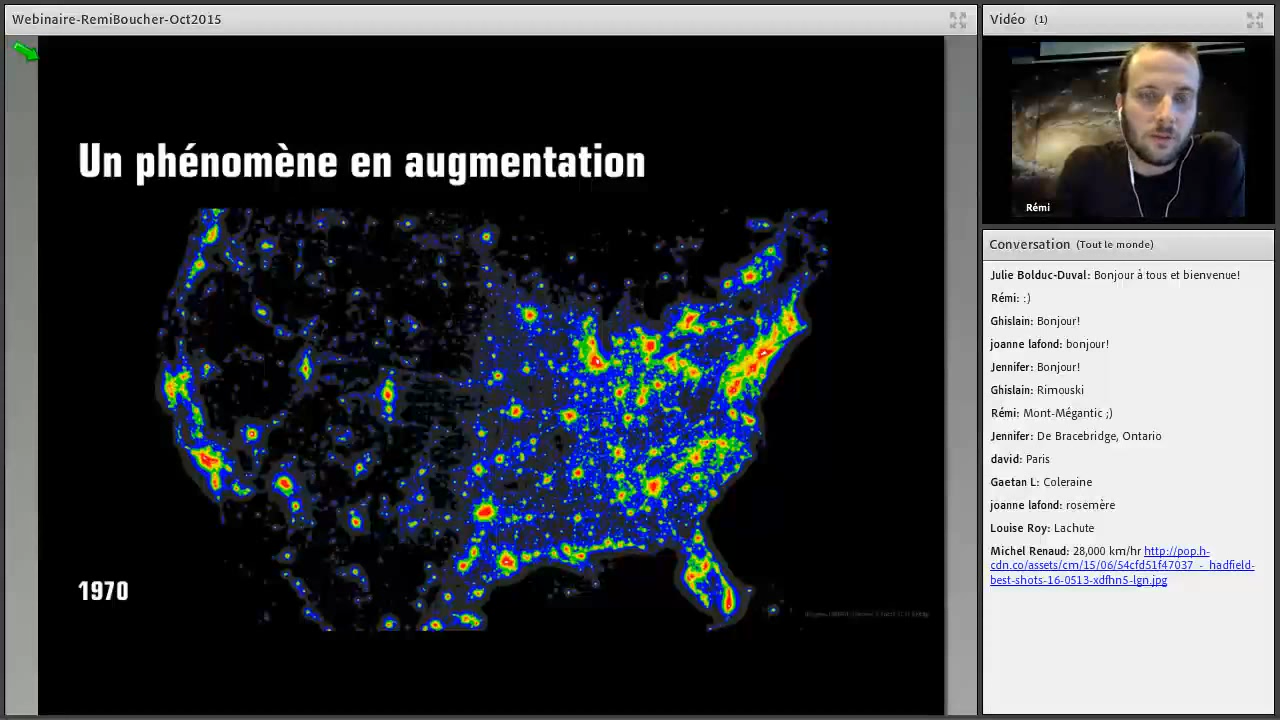 Webinaire-RemiBoucher-Oct2015
Un phénomène en augmentation
1970
Vidéo (1)
Rémi
Conversation (Tout le monde)
Julie Bolduc-Duval: Bonjour à tous et bienvenue!
Rémi: :)
Ghislain: Bonjour!
joanne lafond: bonjour!
Jennifer: Bonjour!
Ghislain: Rimouski
Rémi: Mont-Mégantic ;)
Jennifer: De Bracebridge, Ontario
david: Paris
Gaetan L: Coleraine
joanne lafond: rosemère
Louise Roy: Lachute
Michel Renaud: 28,000 km/hr http://pop.h-
cdn.co/assets/cm/15/06/54cfd51f47037_-_hadfield-
best-shots-16-0513-xdfhn5-lgn.jpg